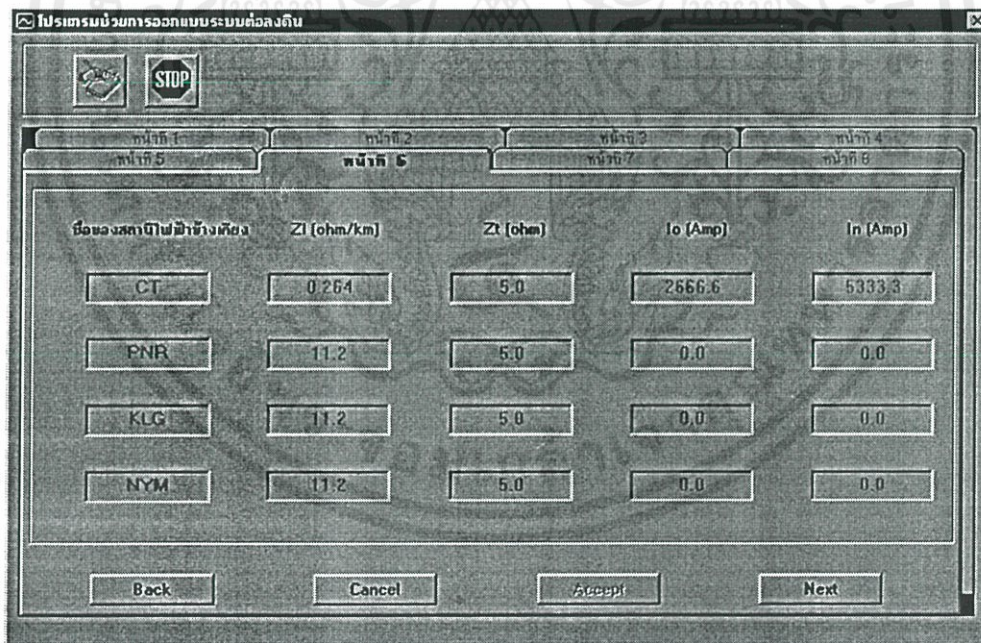 โปรแกรมช่วยการออกแบบระบบต่อลงดิน
STOP
หน้าที่ 1 หน้าที่ 2 หน้าที่ 3 หน้าที่ 4
หน้าที่ 5 หน้าที่ 6 หน้าที่ 7 หน้าที่ 8
ชื่อของสถานีไฟฟ้าข้างเคียง Zl (ohm/km) Zt (ohm) Io (Amp) In (Amp)
CT 0.264 5.0 2666.6 5333.3
PNR 11.2 5.0 0.0 0.0
KLG 11.2 5.0 0.0 0.0
NYM 11.2 5.0 0.0 0.0
Back Cancel Accept Next